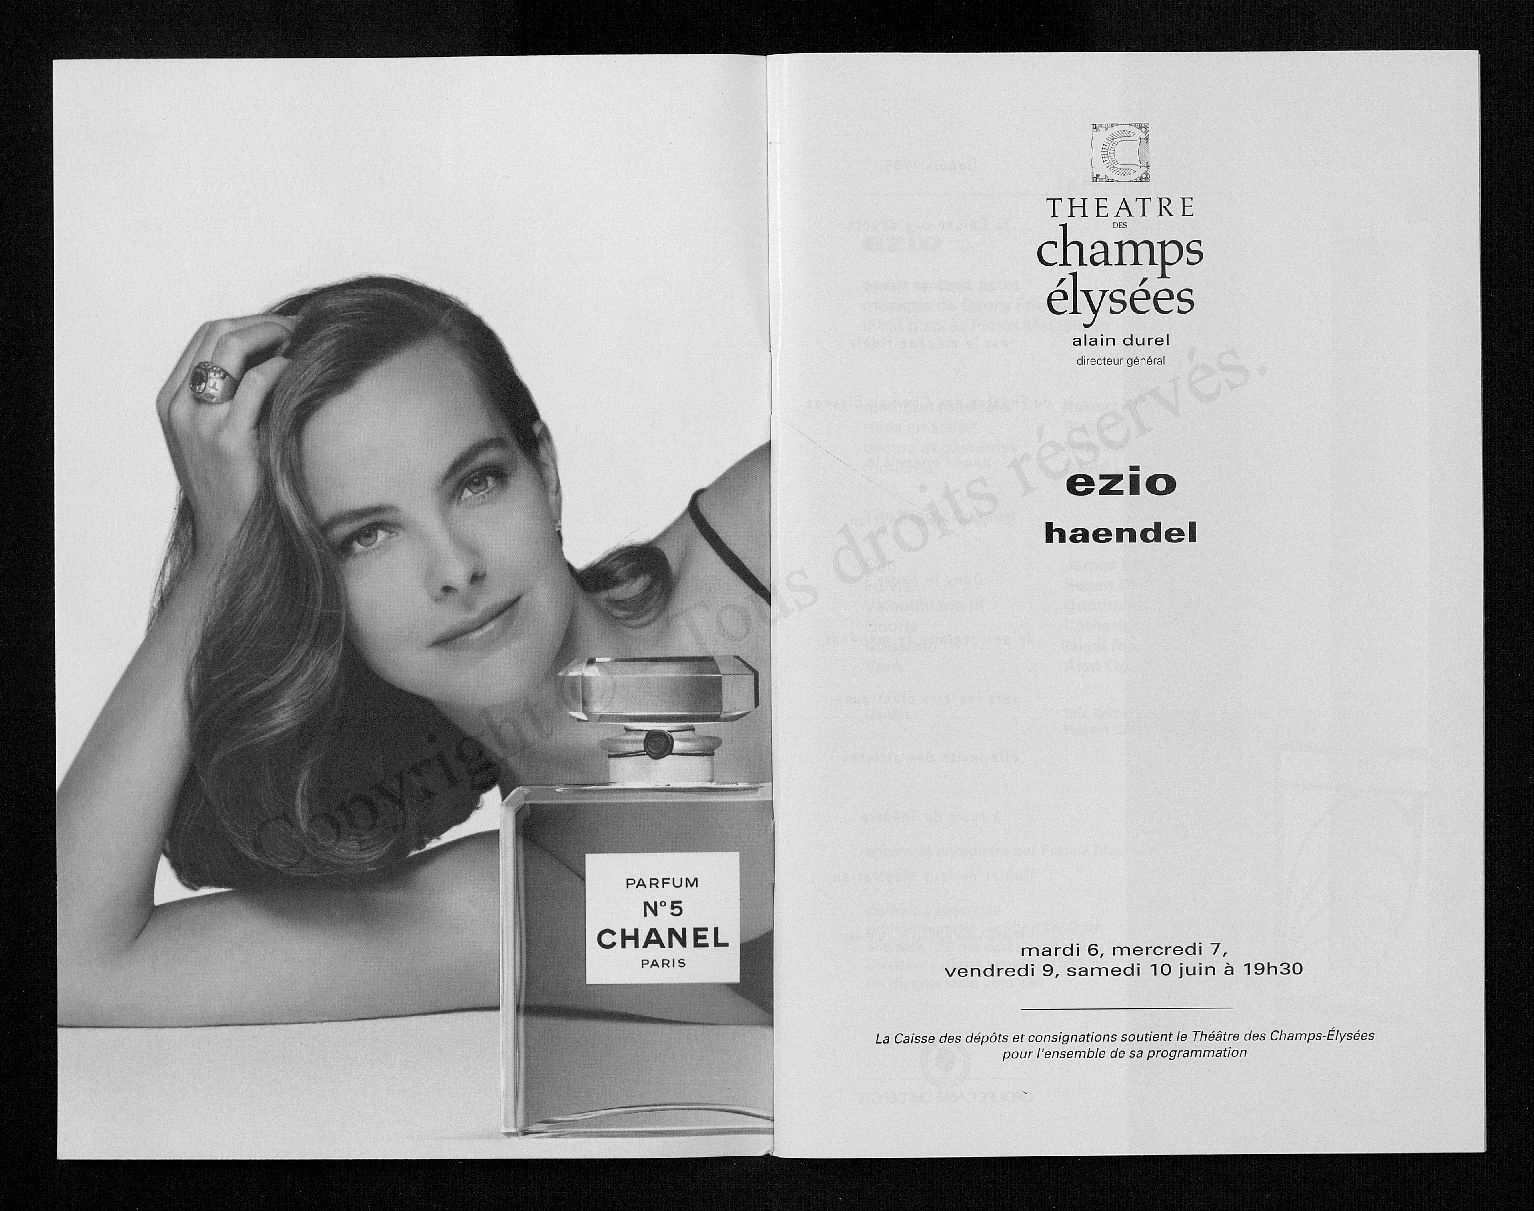 PARFUM
N°5
CHANEL
PARIS
THEATRE
DES
champs
élysées
alain durel
directeur général
ezio
haendel
mardi 6, mercredi 7,
vendredi 9, samedi 10 juin à 19h30
La Caisse des dépôts et consignations soutient le Théâtre des Champs-Élysées
pour l'ensemble de sa programmation
Copyright © Tous droits réservés.